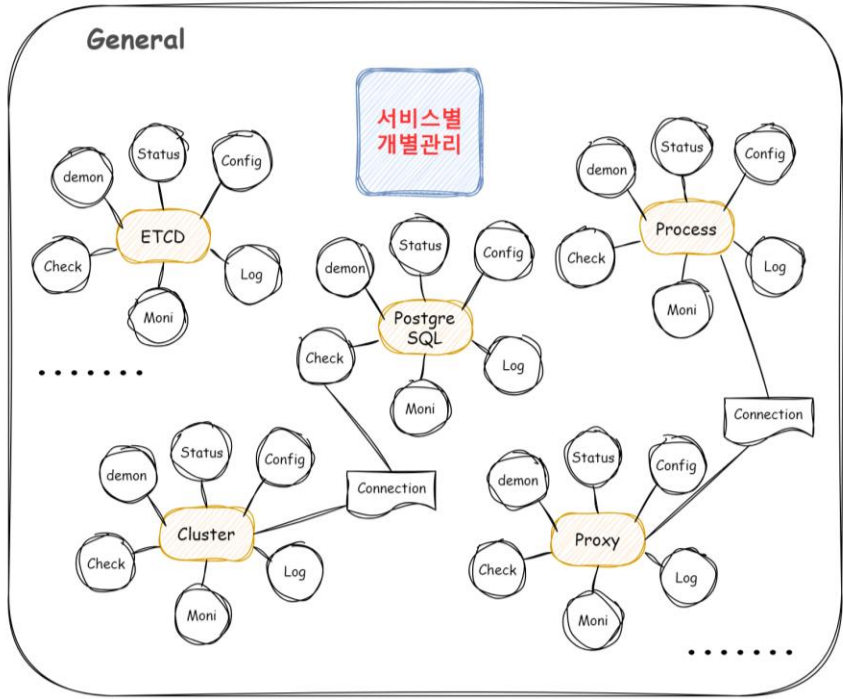 General
서비스별
개별관리
demon
Status
Config
ETCD
Check
Moni
Log
demon
Status
Config
Process
Check
Moni
Log
demon
Status
Config
Postgre
SQL
Check
Moni
Log
.......
Connection
Connection
demon
Status
Config
Cluster
Check
Moni
Log
demon
Status
Config
Proxy
Check
Moni
Log
.......